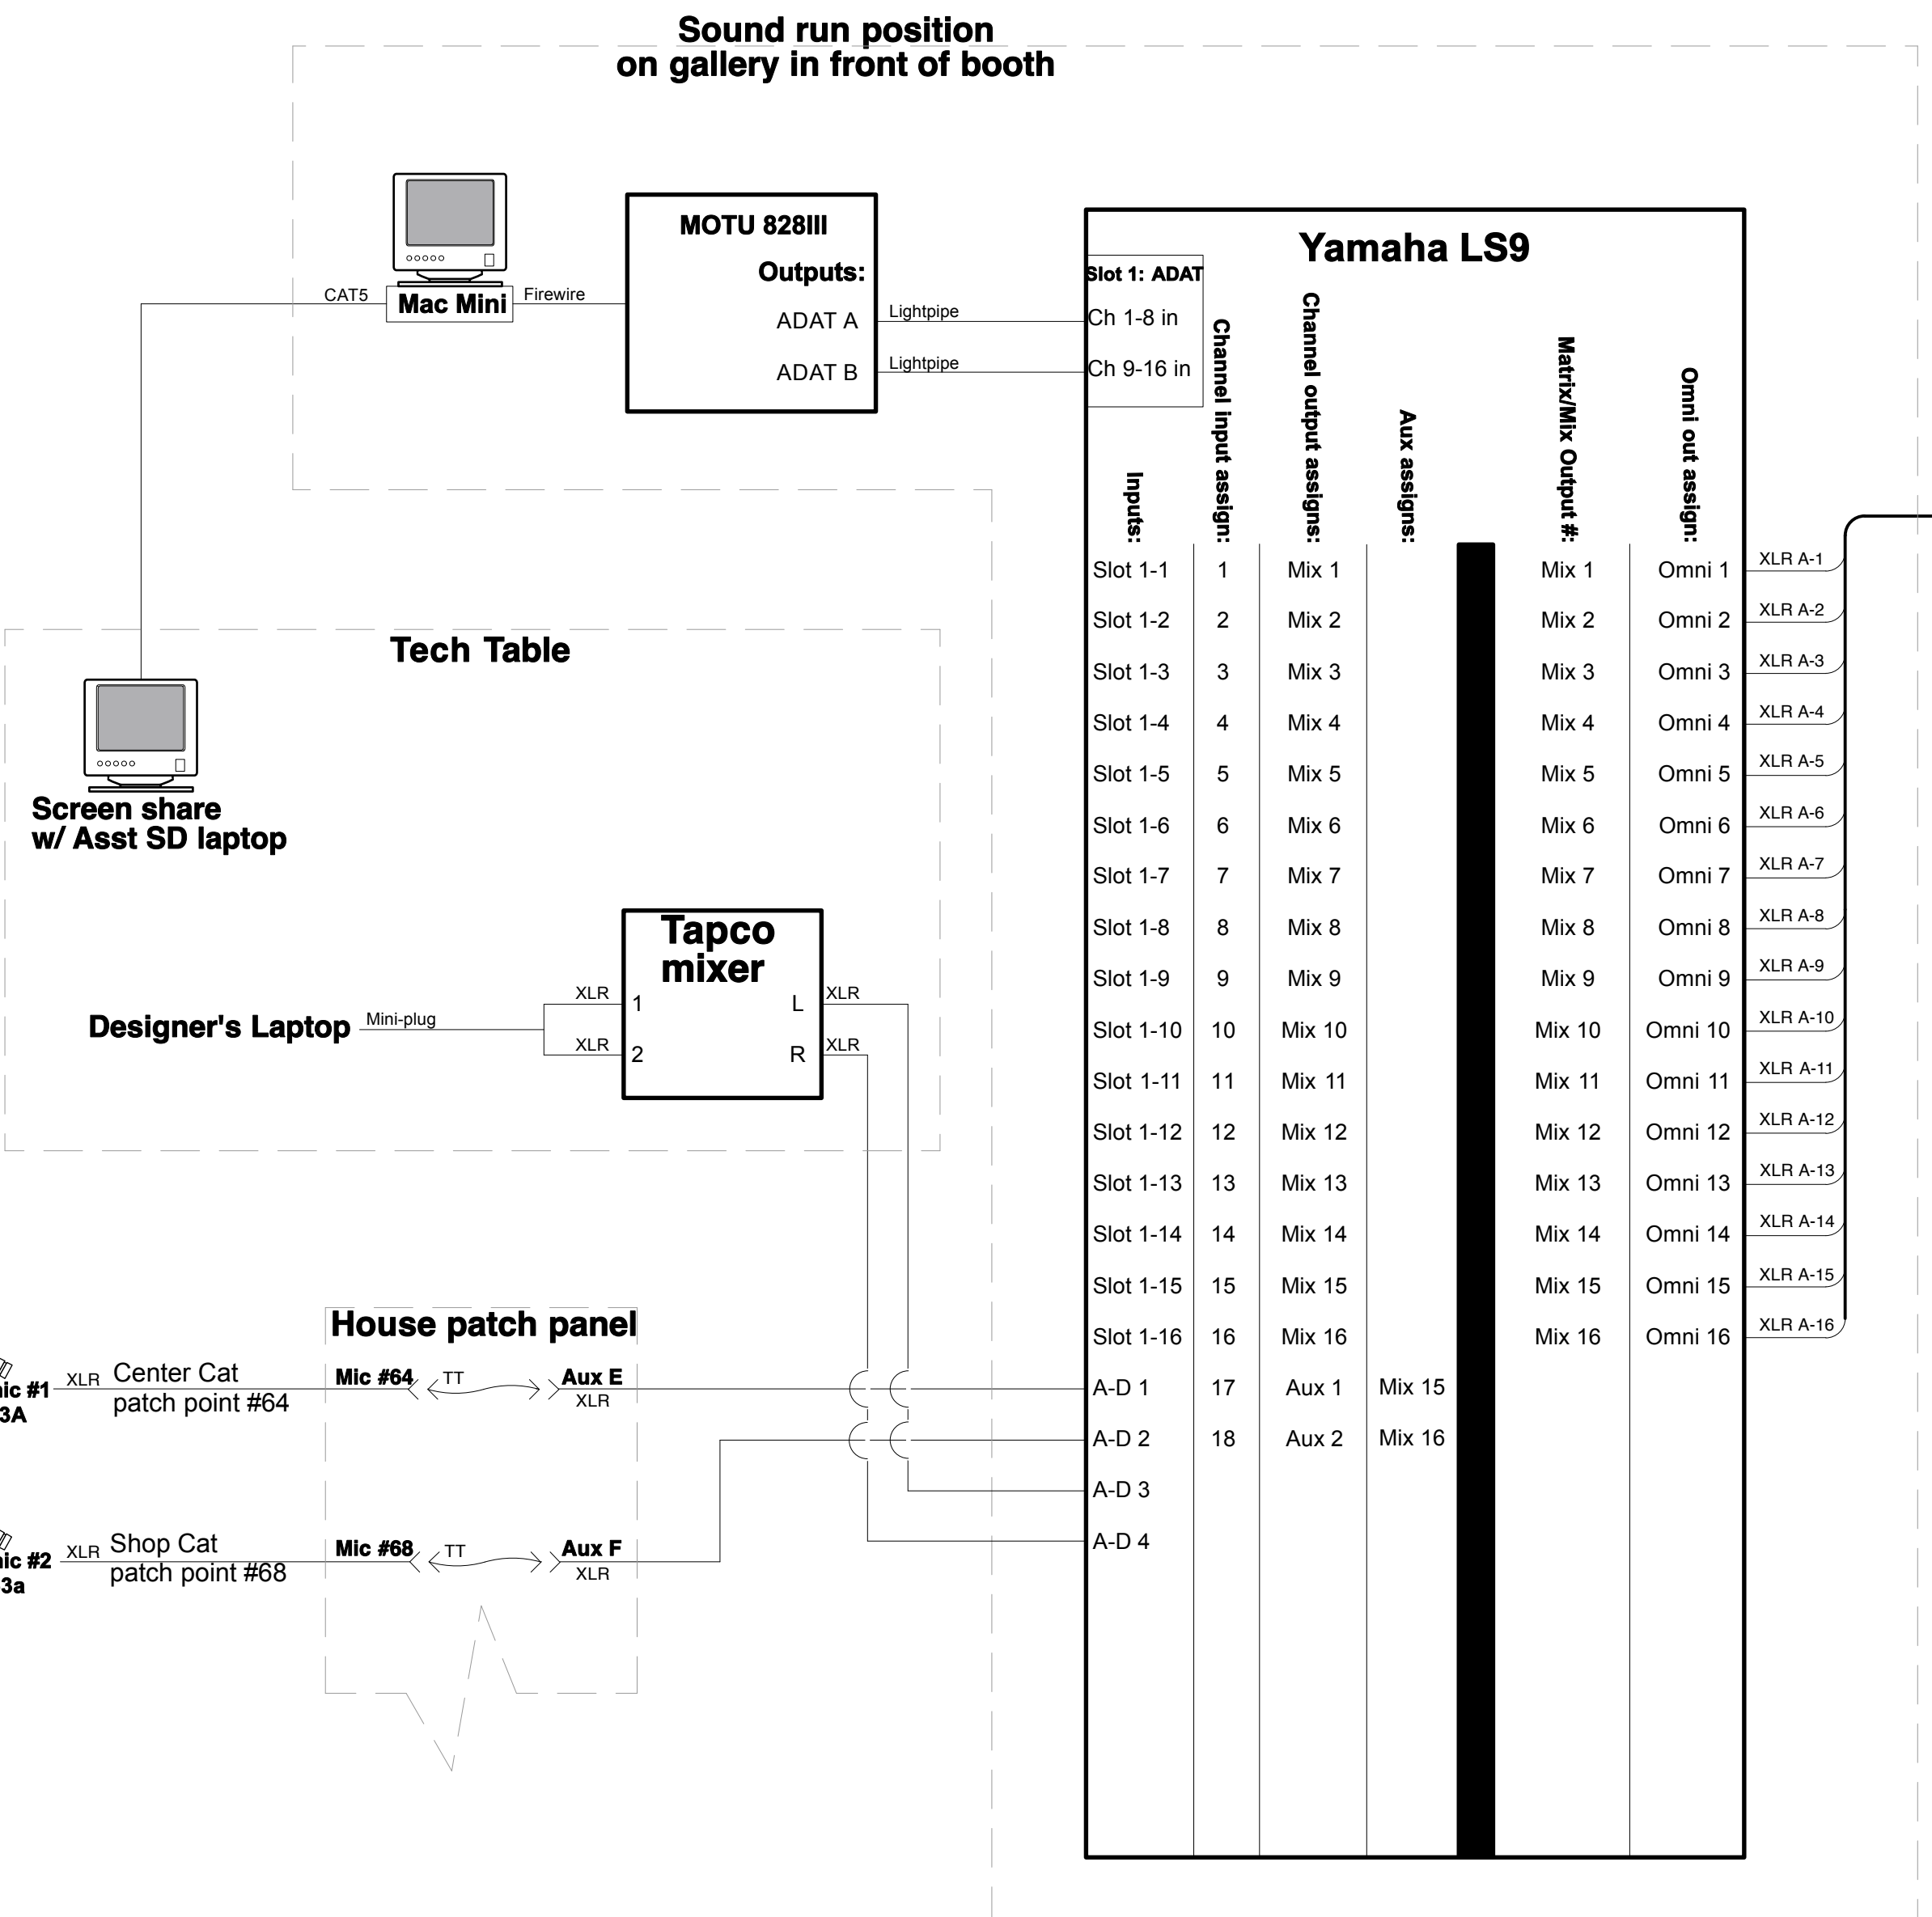 Sound run position
on gallery in front of booth
MOTU 828III
Outputs:
ADAT A
ADAT B
CAT5
Mac Mini
Firewire
Lightpipe
Lightpipe
Yamaha LS9
Slot 1: ADAT
Ch 1-8 in
Ch 9-16 in
Inputs:
Channel input assign:
Channel output assigns:
Aux assigns:
Matrix/Mix Output #:
Omni out assign:
Slot 1-1 1 Mix 1 Mix 1 Omni 1 XLR A-1
Slot 1-2 2 Mix 2 Mix 2 Omni 2 XLR A-2
Slot 1-3 3 Mix 3 Mix 3 Omni 3 XLR A-3
Slot 1-4 4 Mix 4 Mix 4 Omni 4 XLR A-4
Slot 1-5 5 Mix 5 Mix 5 Omni 5 XLR A-5
Slot 1-6 6 Mix 6 Mix 6 Omni 6 XLR A-6
Slot 1-7 7 Mix 7 Mix 7 Omni 7 XLR A-7
Slot 1-8 8 Mix 8 Mix 8 Omni 8 XLR A-8
Slot 1-9 9 Mix 9 Mix 9 Omni 9 XLR A-9
Slot 1-10 10 Mix 10 Mix 10 Omni 10 XLR A-10
Slot 1-11 11 Mix 11 Mix 11 Omni 11 XLR A-11
Slot 1-12 12 Mix 12 Mix 12 Omni 12 XLR A-12
Slot 1-13 13 Mix 13 Mix 13 Omni 13 XLR A-13
Slot 1-14 14 Mix 14 Mix 14 Omni 14 XLR A-14
Slot 1-15 15 Mix 15 Mix 15 Omni 15 XLR A-15
Slot 1-16 16 Mix 16 Mix 16 Omni 16 XLR A-16
A-D 1 17 Aux 1 Mix 15
A-D 2 18 Aux 2 Mix 16
A-D 3
A-D 4
Tech Table
Screen share
w/ Asst SD laptop
Tapco
mixer
Designer's Laptop
Mini-plug
XLR 1 L XLR
XLR 2 R XLR
House patch panel
#1 XLR Center Cat Mic #64 TT Aux E
3A patch point #64 XLR
#2 XLR Shop Cat Mic #68 TT Aux F
3a patch point #68 XLR